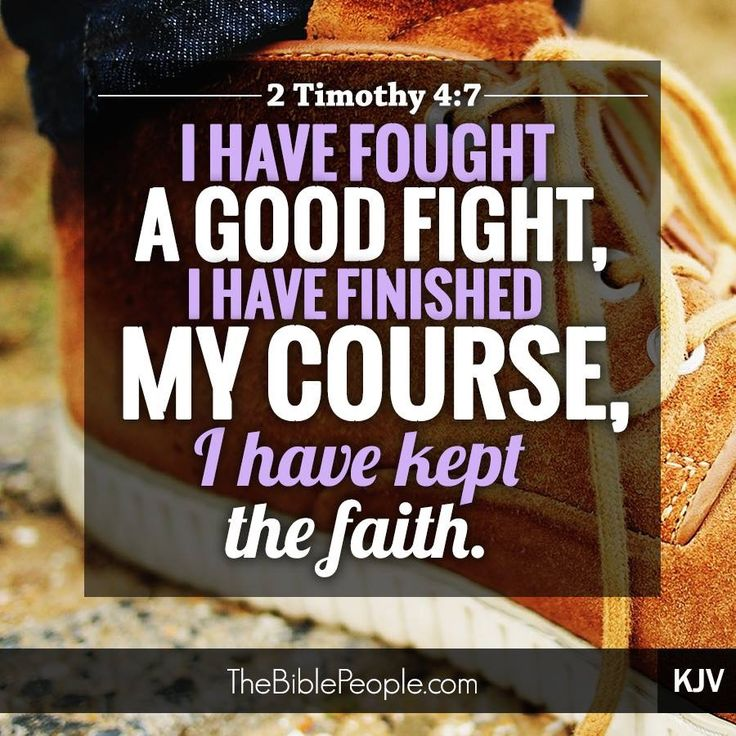 2 Timothy 4:7
I HAVE FOUGHT
A GOOD FIGHT,
I HAVE FINISHED
MY COURSE,
I have kept
the faith.
TheBiblePeople.com
KJV